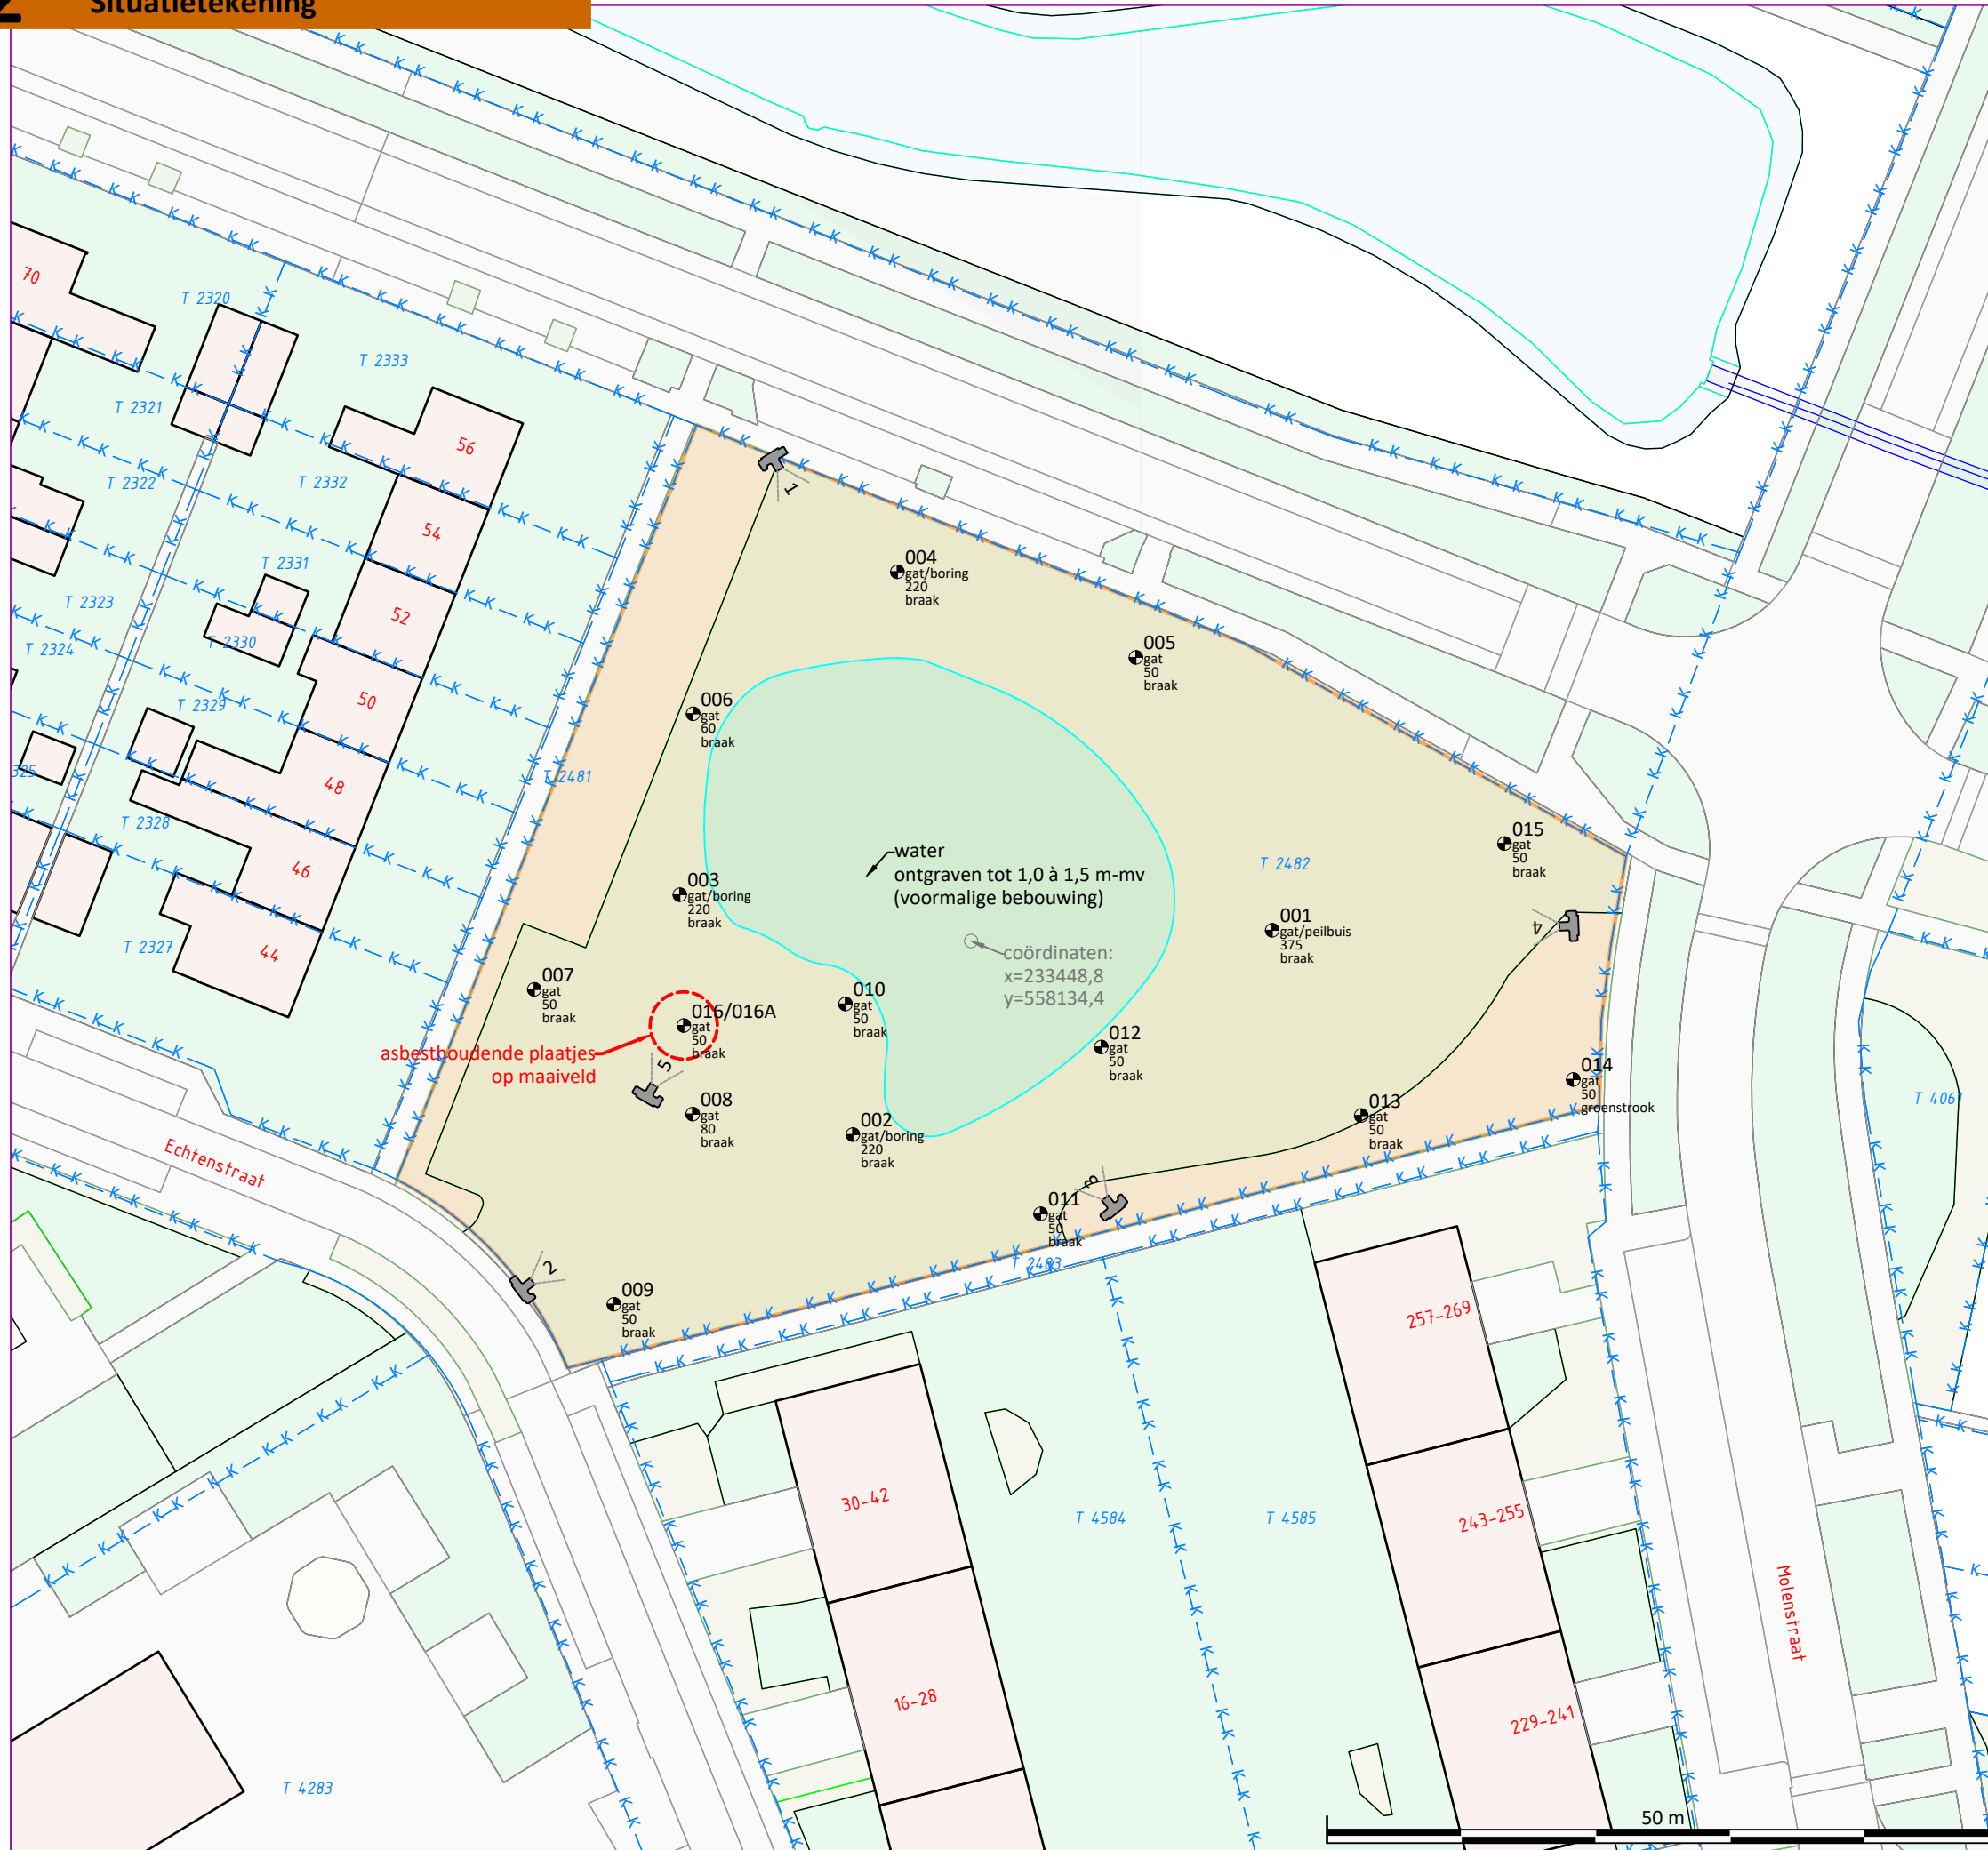 2 Situatietekening
70
T 2320
T 2333
T 2321
56
T 2322
T 2332
54
T 2331
52
T 2323
T 2330
T 2324
50
T 2329
T 2481
48
T 2328
46
T 2327
44
1
004
gat/boring
220
braak
005
gat
50
braak
006
gat
60
braak
015
gat
50
braak
water
ontgraven tot 1,0 à 1,5 m-mv
(voormalige bebouwing)
T 2482
003
gat/boring
220
braak
001
gat/peilbuis
375
braak
4
coördinaten:
x=233448,8
y=558134,4
007
gat
50
braak
010
gat
50
braak
016/016A
gat
50
braak
asbesthoudende plaatjes
op maaiveld
5
012
gat
50
braak
014
gat
50
groenstrook
008
gat
80
braak
002
gat/boring
220
braak
013
gat
50
braak
T 4061
Echtenstraat
3
011
gat
50
braak
T 2483
2
009
gat
50
braak
257-269
30-42
T 4584
T 4585
243-255
Molenstraat
16-28
229-241
T 4283
50 m